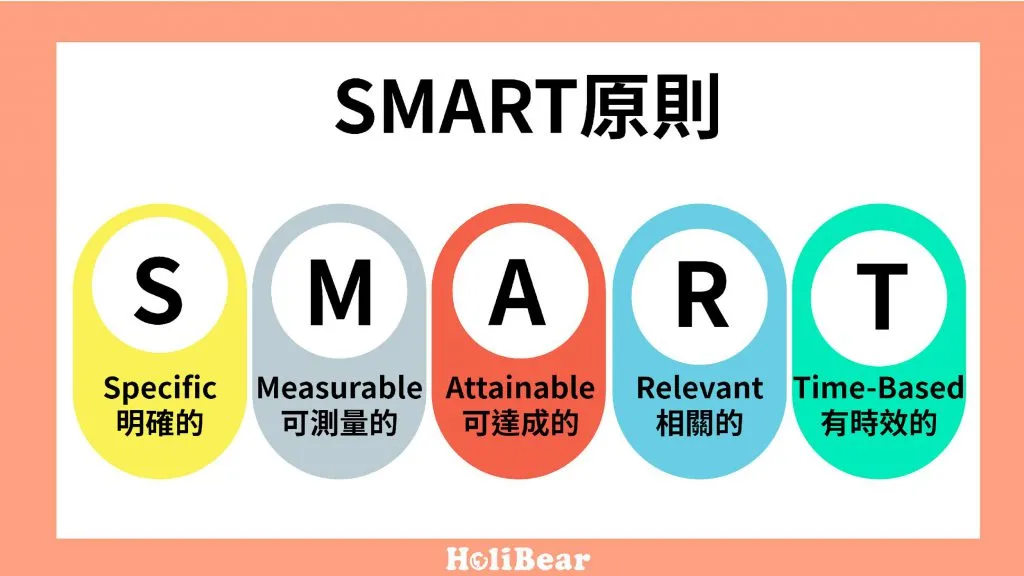 SMART原則
S
Specific
明確的
M
Measurable
可測量的
A
Attainable
可達成的
R
Relevant
相關的
T
Time-Based
有時效的
HoliBear